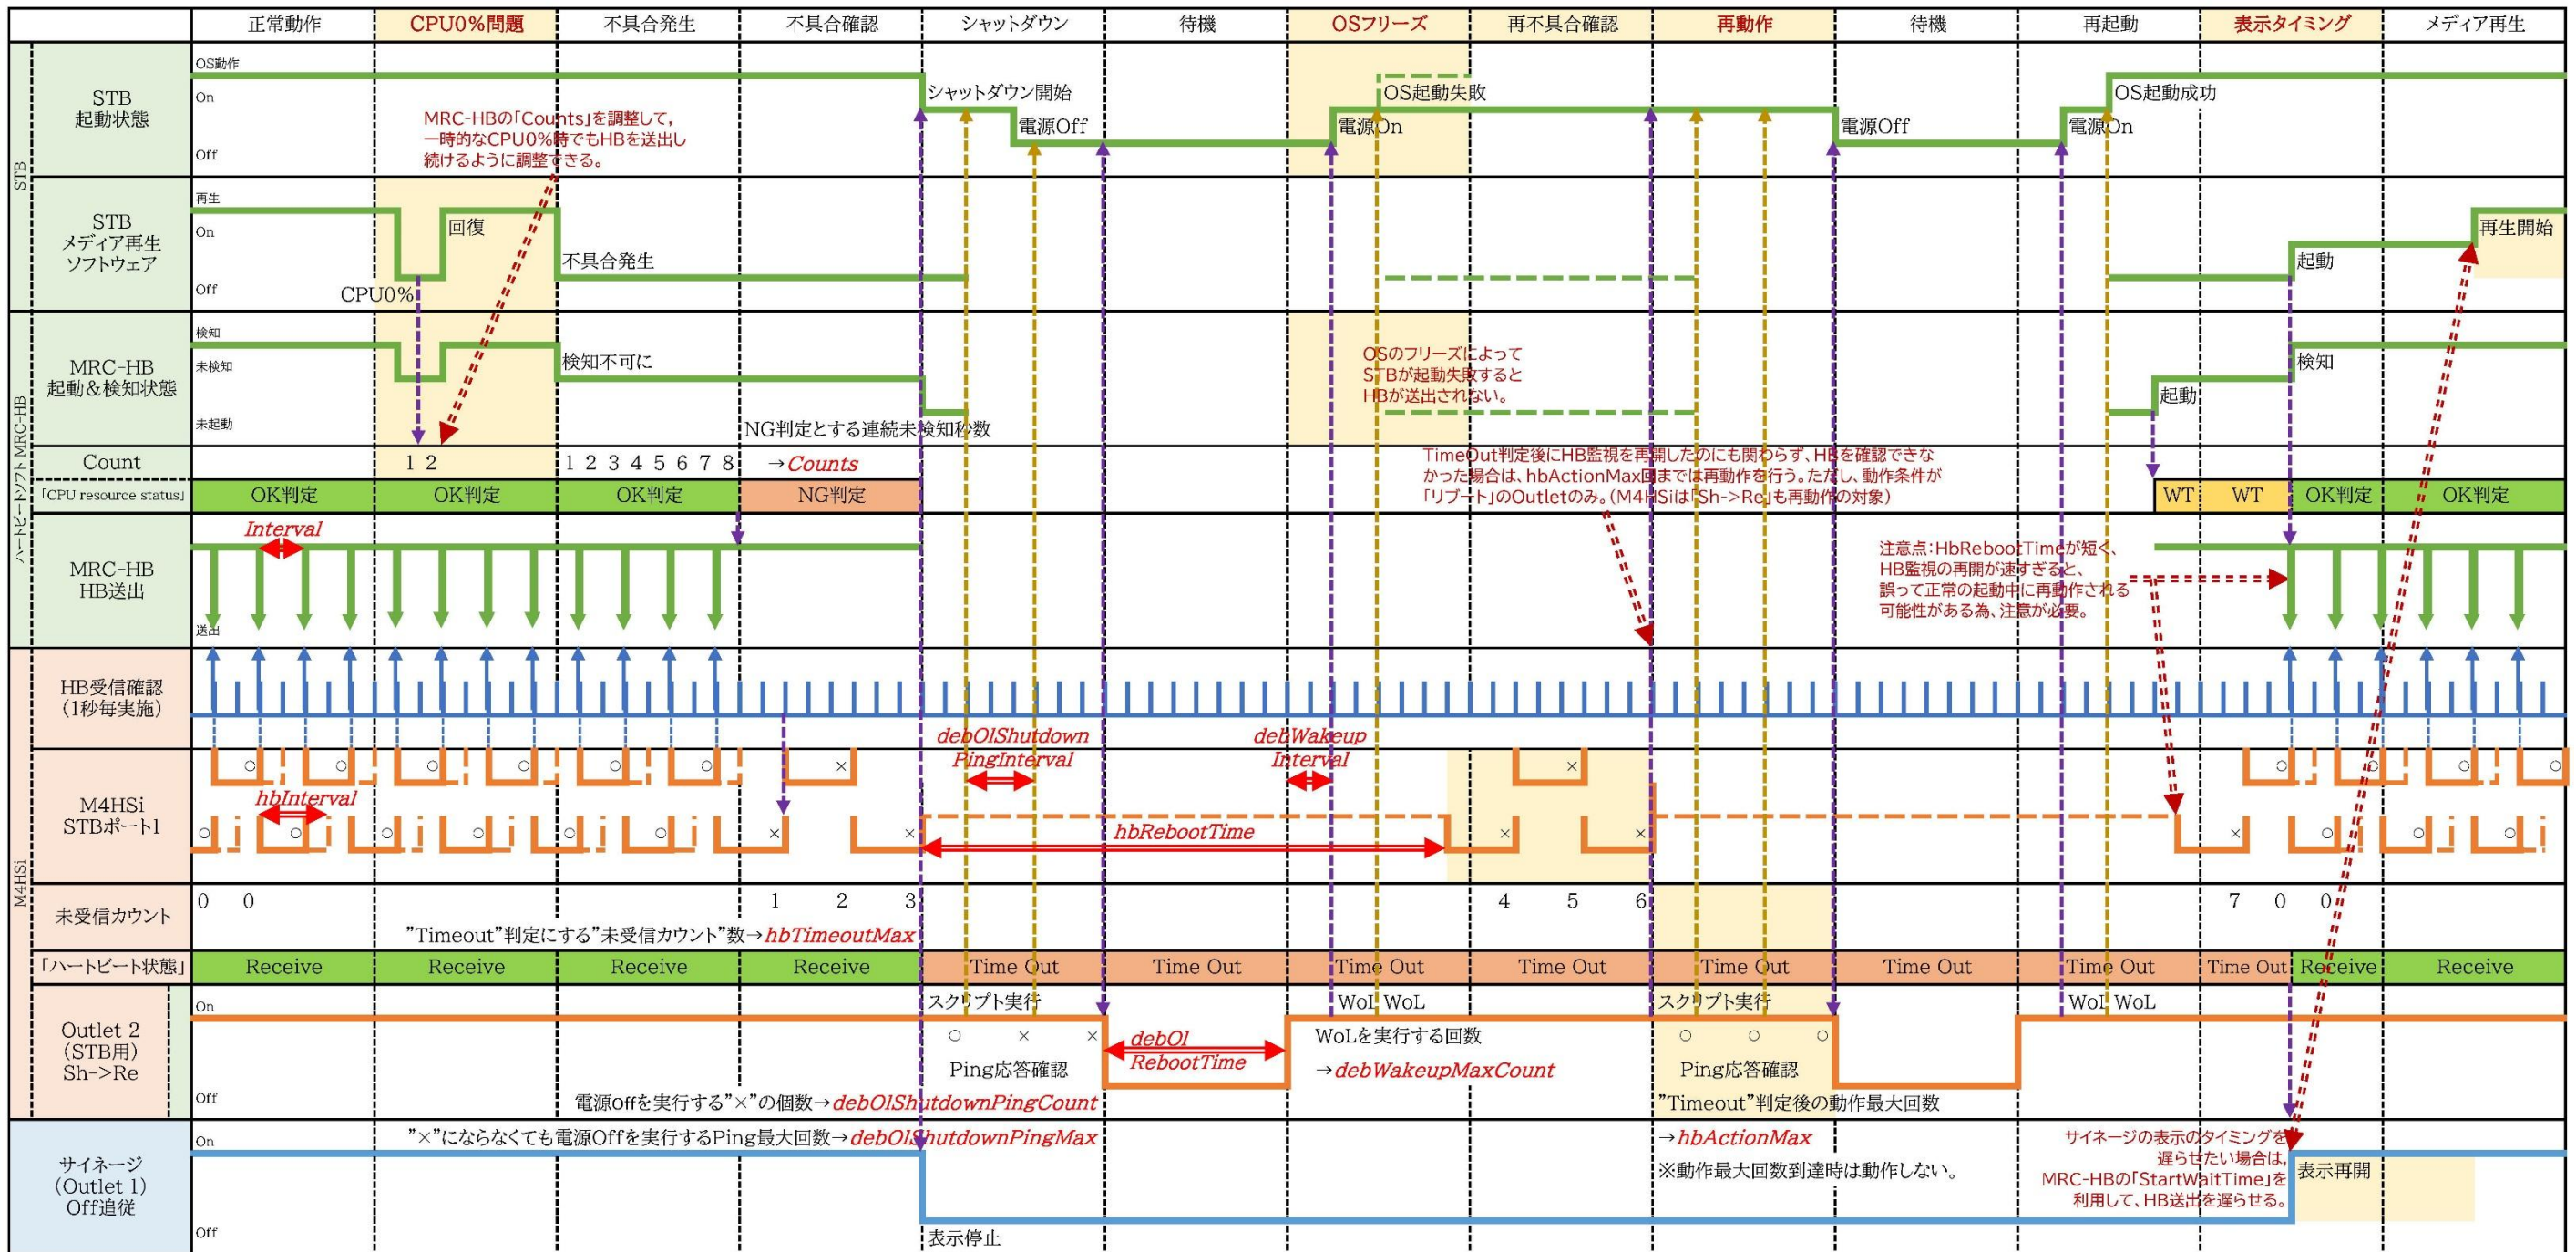 正常動作
CPU0%問題
不具合発生
不具合確認
シャットダウン
待機
OSフリーズ
再不具合確認
再動作
待機
再起動
表示タイミング
メディア再生
STB
STB
起動状態
OS動作
On
Off
MRC-HBの「Counts」を調整して,
一時的なCPU0%時でもHBを送出し
続けるように調整できる。
シャットダウン開始
電源Off
OS起動失敗
電源On
電源Off
OS起動成功
電源On
STB
メディア再生
ソフトウェア
再生
On
Off
CPU0%
回復
不具合発生
起動
再生開始
ハートビートソフト MRC-HB
MRC-HB
起動&検知状態
検知
未検知
未起動
検知不可に
NG判定とする連続未検知秒数
OSのフリーズによって
STBが起動失敗すると
HBが送出されない。
起動
検知
Count
1 2
1 2 3 4 5 6 7 8
→Counts
TimeOut判定後にHB監視を再開したのにも関わらず、HBを確認できな
かった場合は、hbActionMax回までは再動作を行う。ただし、動作条件が
「リブート」のOutletのみ。(M4HSiは「Sh->Re」も再動作の対象)
「CPU resource status」
OK判定
OK判定
OK判定
NG判定
WT
WT
OK判定
OK判定
MRC-HB
HB送出
Interval
送出
注意点:HbRebootTimeが短く、
HB監視の再開が速すぎると、
誤って正常の起動中に再動作される
可能性がある為、注意が必要。
M4HSi
HB受信確認
(1秒毎実施)
debOlShutdown
PingInterval
debWakeup
Interval
M4HSi
STBポート1
○ ○ ○ ○ ○ ○ × × ○ ○ ○ ○
hbInterval
hbRebootTime
○ ○ ○ ○ ○ ○ × × × × × ○ ○ ○
未受信カウント
0 0 1 2 3 4 5 6 7 0 0
"Timeout"判定にする"未受信カウント"数→hbTimeoutMax
「ハートビート状態」
Receive
Receive
Receive
Receive
Time Out
Time Out
Time Out
Time Out
Time Out
Time Out
Time Out
Time Out
Receive
Receive
Outlet 2
(STB用)
Sh->Re
On
Off
スクリプト実行
○ × ×
Ping応答確認
debOl
RebootTime
WoL WoL
WoLを実行する回数
→debWakeupMaxCount
スクリプト実行
○ ○ ○
Ping応答確認
WoL WoL
電源Offを実行する"×"の個数→debOlShutdownPingCount
"Timeout"判定後の動作最大回数
サイネージ
(Outlet 1)
Off追従
On
Off
"×"にならなくても電源Offを実行するPing最大回数→debOlShutdownPingMax
→hbActionMax
※動作最大回数到達時は動作しない。
サイネージの表示のタイミングを
遅らせたい場合は,
MRC-HBの「StartWaitTime」を
利用して、HB送出を遅らせる。
表示再開
表示停止